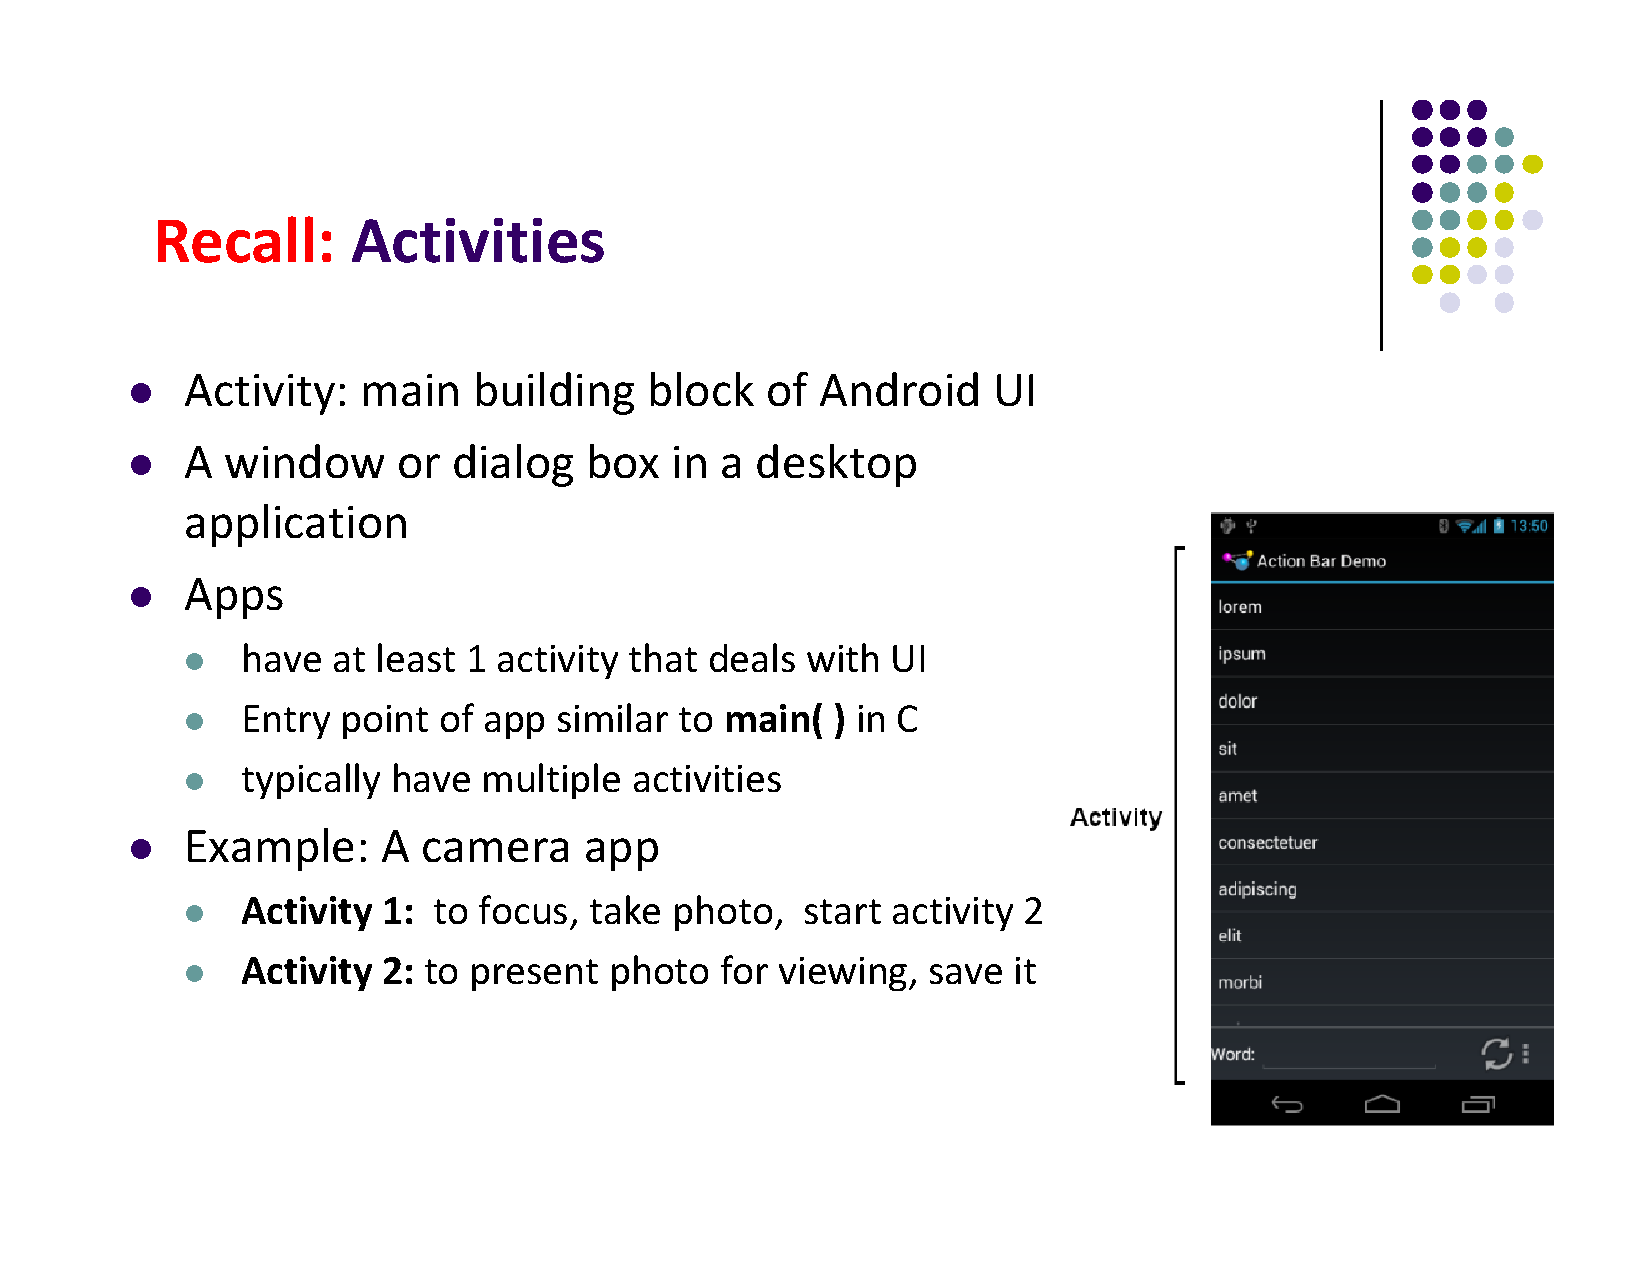 Recall: Activities
Activity: main building block of Android UI
A window or dialog box in a desktop
application
Apps
have at least 1 activity that deals with UI
Entry point of app similar to main( ) in C
typically have multiple activities
Example: A camera app
Activity 1: to focus, take photo, start activity 2
Activity 2: to present photo for viewing, save it
Activity
13:50
Action Bar Demo
lorem
ipsum
dolor
sit
amet
consectetuer
adipiscing
elit
morbi
Word: